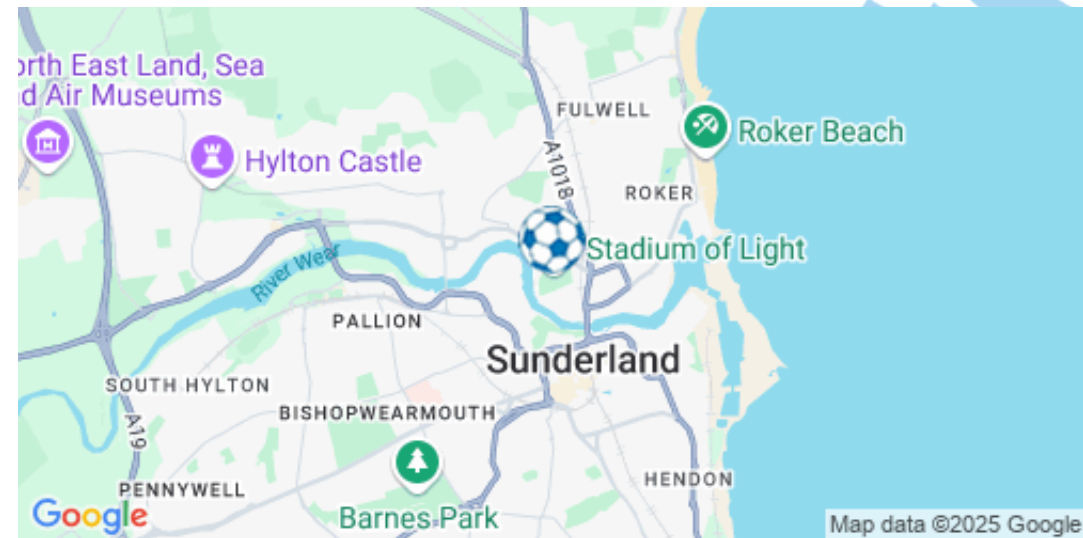 orth East Land, Sea
d Air Museums
FULWELL
Roker Beach
Hylton Castle
A1018
ROKER
Stadium of Light
River Wear
PALLION
Sunderland
SOUTH HYLTON
BISHOPWEARMOUTH
A19
HENDON
PENNYWELL
Google
Barnes Park
Map data ©2025 Google